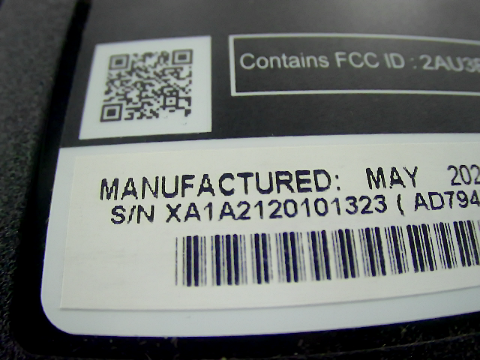 Contains FCC ID : 2AU3
MANUFACTURED: MAY 202
S/N XA1A2120101323 ( AD794